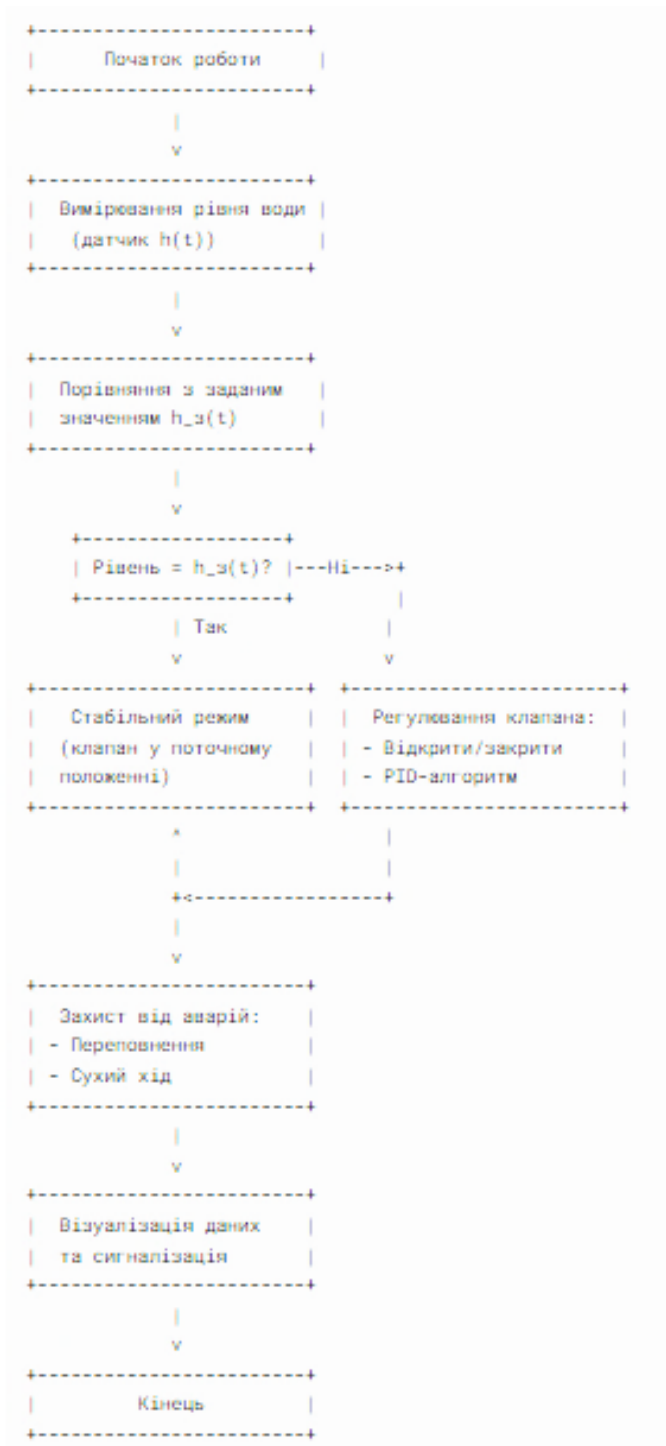 Початок роботи
Вимірювання рівня води
(датчик h(t))
Порівняння з заданим
значенням h_з(t)
Рівень = h_з(t)? |---Ні--->+
Так
Стабільний режим
(клапан у поточному
положенні)
Регулювання клапана:
- Відкрити/закрити
- PID-алгоритм
Захист від аварій:
- Переповнення
- Сухий хід
Візуалізація даних
та сигналізація
Кінець